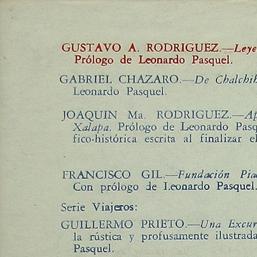 GUSTAVO A. RODRIGUEZ.—Leye
Prólogo de Leonardo Pasquel.
GABRIEL CHAZARO.—De Chalchih
Leonardo Pasquel.
JOAQUIN Ma. RODRIGUEZ.—Ap
Xalapa. Prólogo de Leonardo Pasq
fico-histórica escrita al finalizar el
FRANCISCO GIL.—Fundación Pia
Con prólogo de Leonardo Pasquel.
Serie Viajeros:
GUILLERMO PRIETO.—Una Excur
la rústica y profusamente ilustrada
Pasquel.